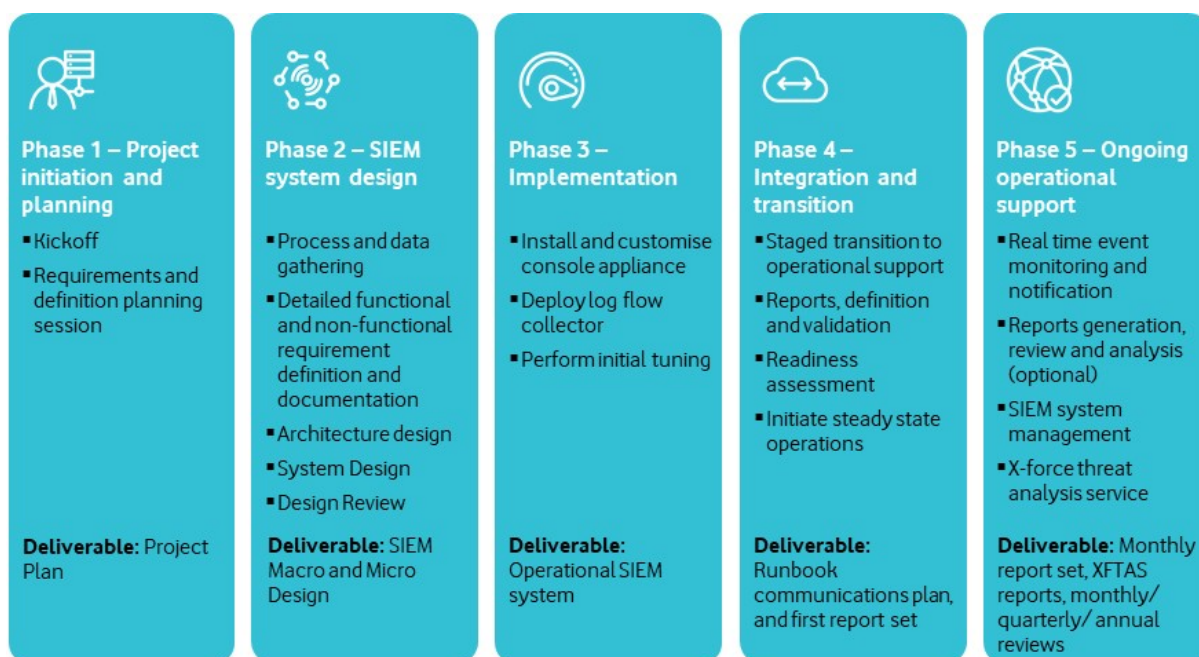 Phase 1 – Project
initiation and
planning
▪Kickoff
▪Requirements and
definition planning
session
Deliverable: Project
Plan
Phase 2 – SIEM
system design
▪Process and data
gathering
▪Detailed functional
and non-functional
requirement
definition and
documentation
▪Architecture design
▪System Design
▪Design Review
Deliverable: SIEM
Macro and Micro
Design
Phase 3 –
Implementation
▪Install and customise
console appliance
▪Deploy log flow
collector
▪Perform initial tuning
Deliverable:
Operational SIEM
system
Phase 4 –
Integration and
transition
▪Staged transition to
operational support
▪Reports, definition
and validation
▪Readiness
assessment
▪Initiate steady state
operations
Deliverable:
Runbook
communications plan,
and first report set
Phase 5 – Ongoing
operational
support
▪Real time event
monitoring and
notification
▪Reports generation,
review and analysis
(optional)
▪SIEM system
management
▪X-force threat
analysis service
Deliverable: Monthly
report set, XFTAS
reports, monthly/
quarterly/ annual
reviews